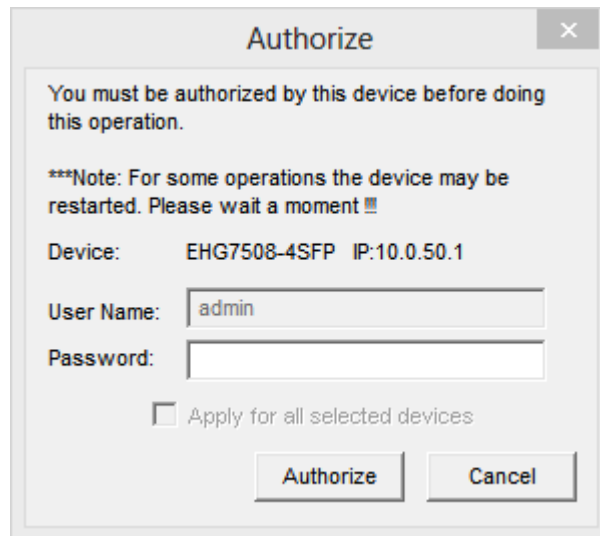 Authorize
You must be authorized by this device before doing
this operation.
***Note: For some operations the device may be
restarted. Please wait a moment !!!
Device: EHG7508-4SFP IP:10.0.50.1
User Name: admin
Password:
Apply for all selected devices
Authorize Cancel